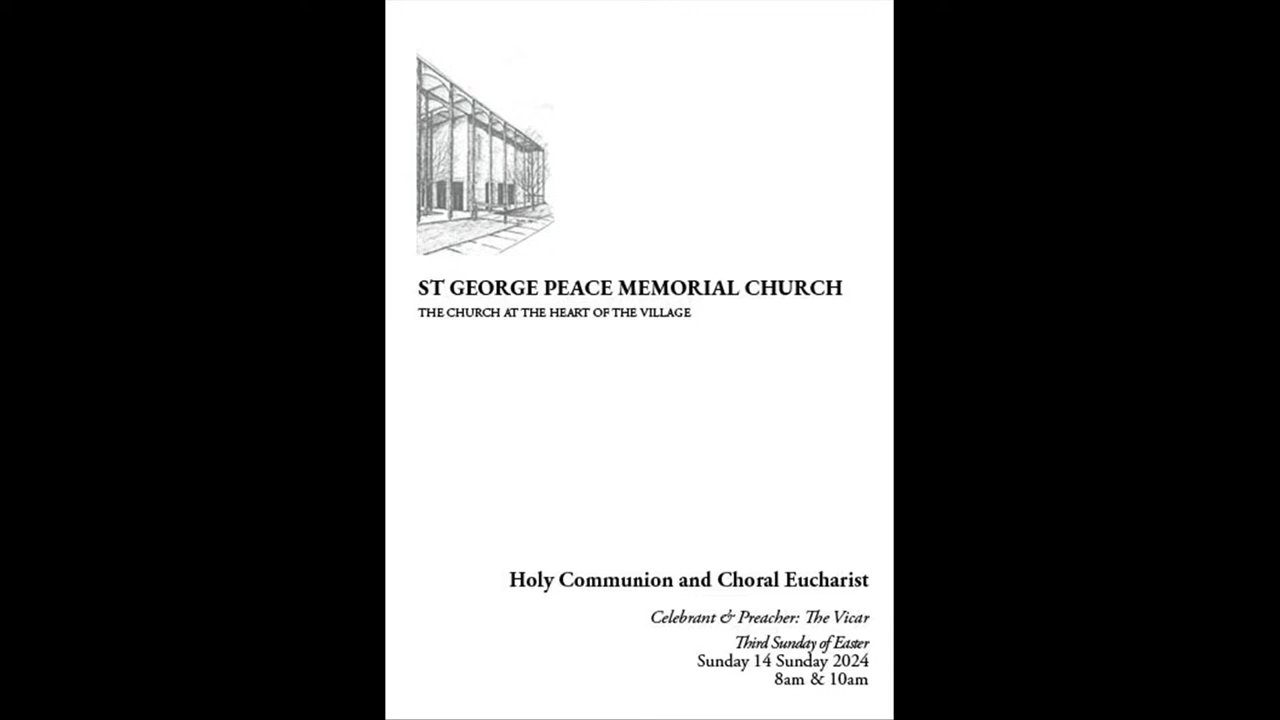 ST GEORGE PEACE MEMORIAL CHURCH
THE CHURCH AT THE HEART OF THE VILLAGE
Holy Communion and Choral Eucharist
Celebrant & Preacher: The Vicar
Third Sunday of Easter
Sunday 14 Sunday 2024
8am & 10am